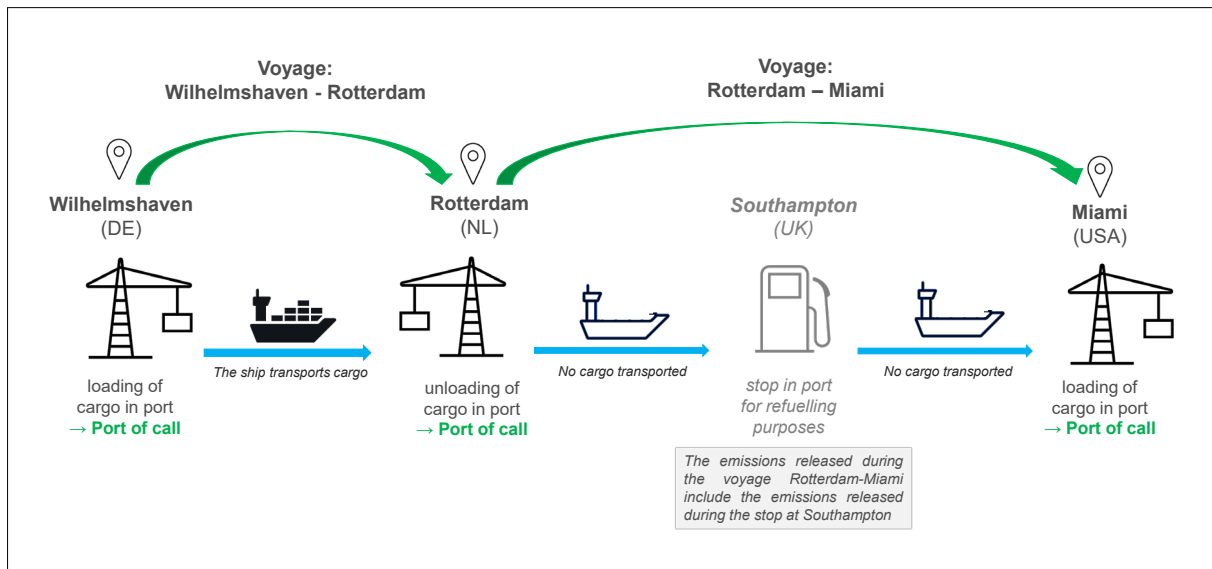 Voyage:
Wilhelmshaven - Rotterdam
Voyage:
Rotterdam – Miami
Wilhelmshaven
(DE)
Rotterdam
(NL)
Southampton
(UK)
Miami
(USA)
The ship transports cargo
No cargo transported
No cargo transported
loading of
cargo in port
→ Port of call
unloading of
cargo in port
→ Port of call
stop in port
for refuelling
purposes
loading of
cargo in port
→ Port of call
The emissions released during
the voyage Rotterdam-Miami
include the emissions released
during the stop at Southampton